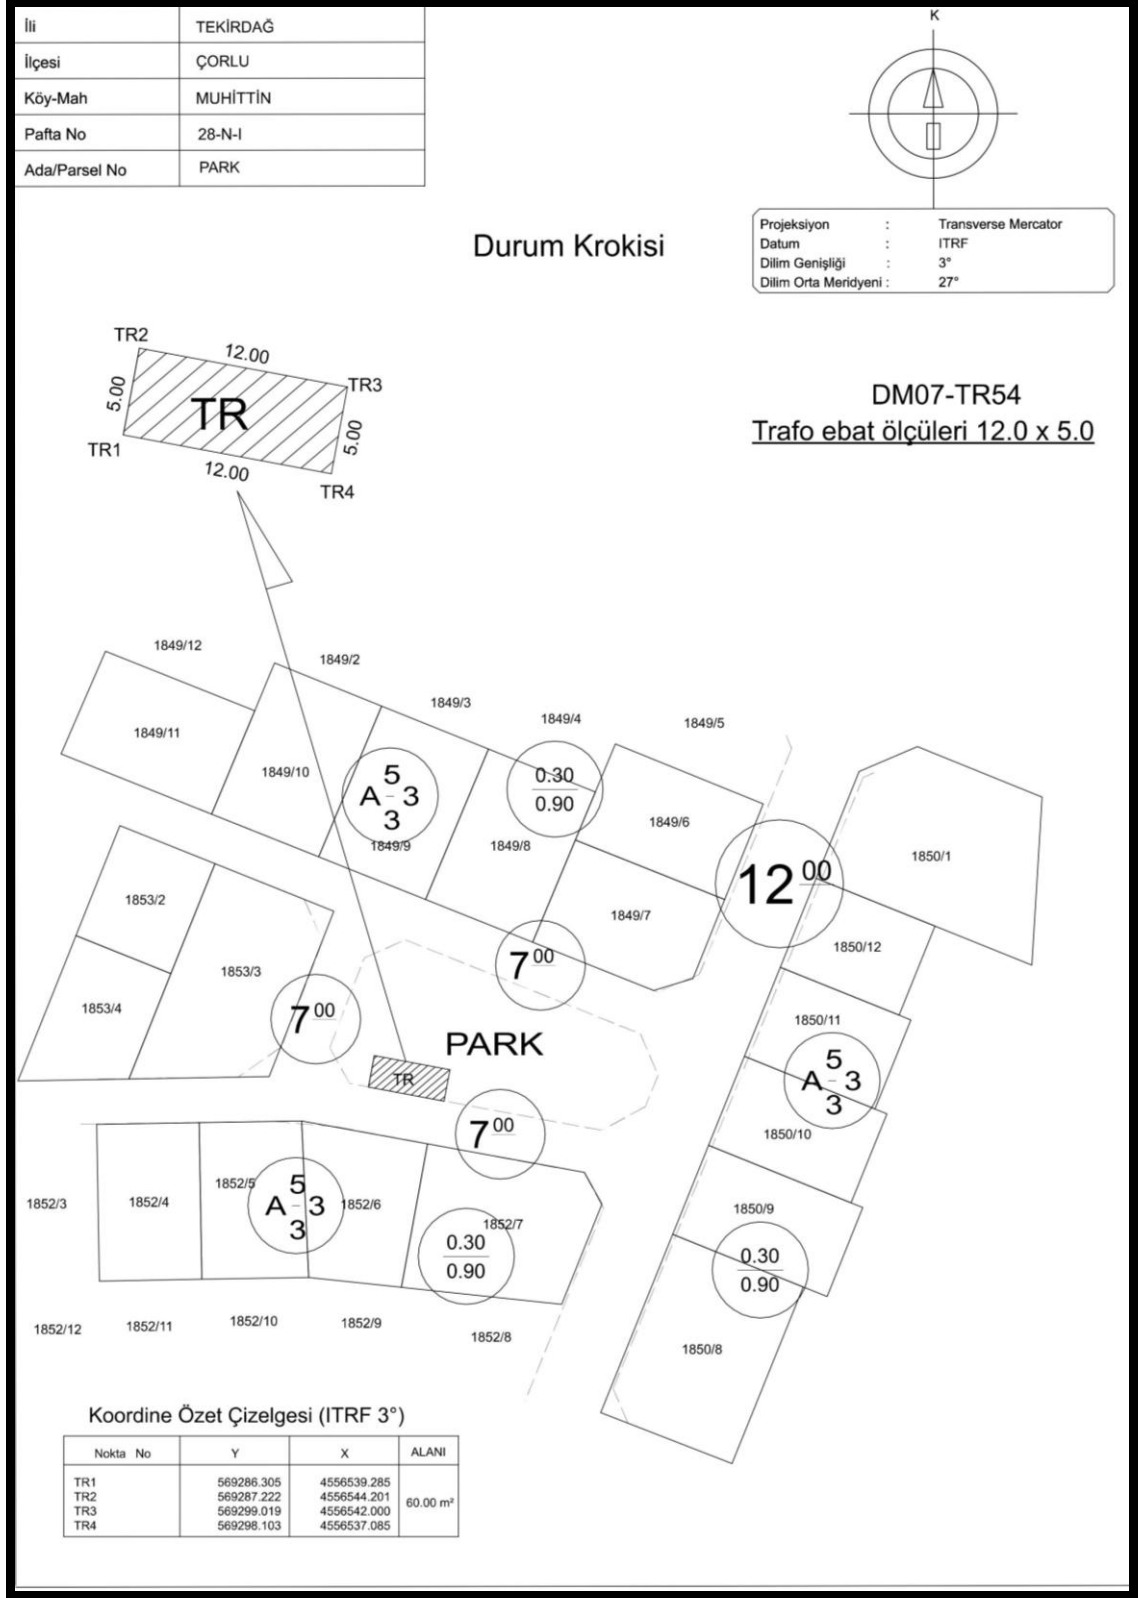 İli TEKİRDAĞ
İlçesi ÇORLU
Köy-Mah MUHİTTİN
Pafta No 28-N-I
Ada/Parsel No PARK
K
Projeksiyon : Transverse Mercator
Datum : ITRF
Dilim Genişliği : 3°
Dilim Orta Meridyeni : 27°
Durum Krokisi
TR2
12.00
TR3
5.00
TR
5.00
TR1
12.00
TR4
DM07-TR54
Trafo ebat ölçüleri 12.0 x 5.0
1849/12
1849/2
1849/3
1849/4
1849/5
1849/11
1849/10
5
A - 3
3
1849/9
0.30
0.90
1849/8
1849/6
1849/7
12 00
1850/1
1850/12
1853/2
1853/3
1853/4
7 00
7 00
PARK
TR
7 00
1850/11
5
A - 3
3
1850/10
1850/9
0.30
0.90
1850/8
1852/3
1852/4
1852/5
5
A - 3
3
1852/6
1852/7
0.30
0.90
1852/12
1852/11
1852/10
1852/9
1852/8
Koordine Özet Çizelgesi (ITRF 3°)
Nokta No Y X ALANI
TR1 569286.305 4556539.285
TR2 569287.222 4556544.201
60.00 m²
TR3 569299.019 4556542.000
TR4 569298.103 4556537.085